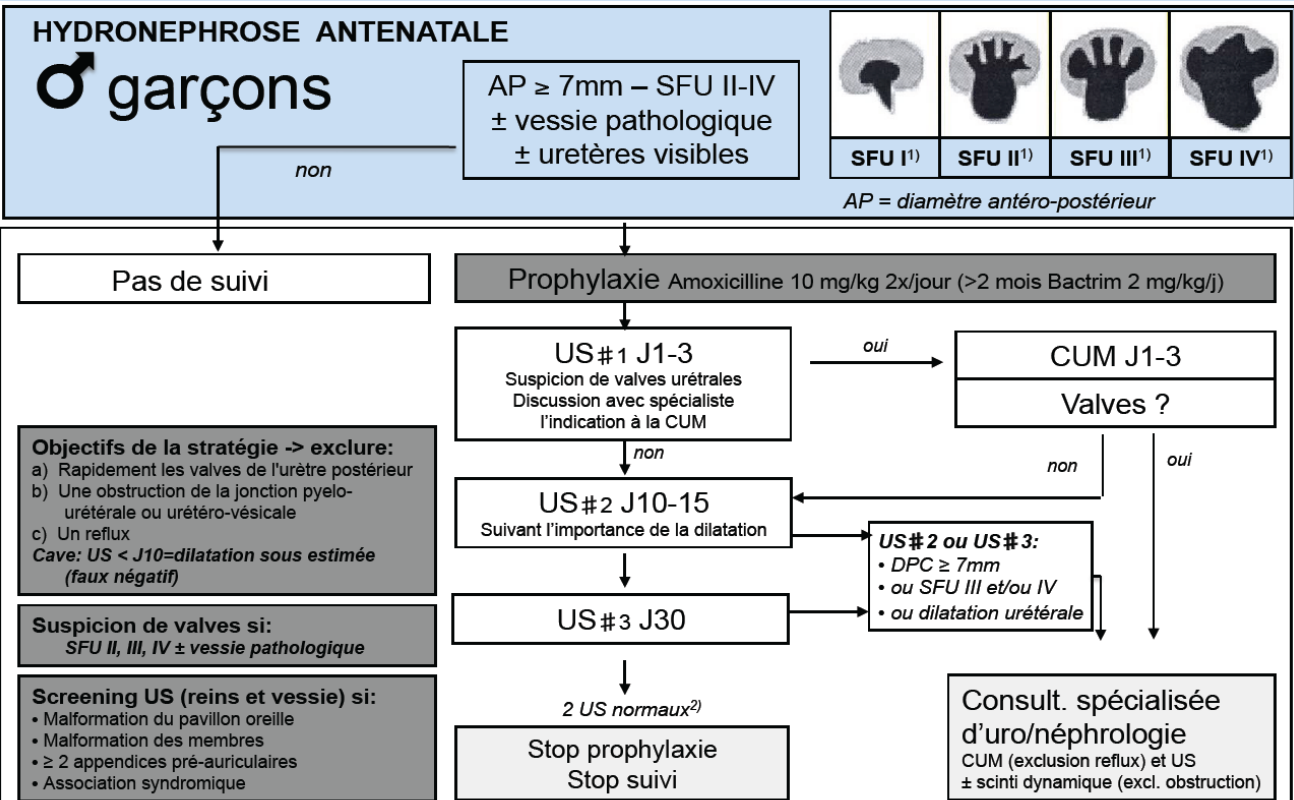 HYDRONEPHROSE ANTENATALE
♂ garçons
AP ≥ 7mm – SFU II-IV
± vessie pathologique
± uretères visibles
SFU I¹⁾
SFU II¹⁾
SFU III¹⁾
SFU IV¹⁾
AP = diamètre antéro-postérieur
non
Pas de suivi
Prophylaxie Amoxicilline 10 mg/kg 2x/jour (>2 mois Bactrim 2 mg/kg/j)
US#1 J1-3
Suspicion de valves urétrales
Discussion avec spécialiste
l'indication à la CUM
oui
CUM J1-3
Valves ?
non
non
oui
US#2 J10-15
Suivant l'importance de la dilatation
US#2 ou US#3:
• DPC ≥ 7mm
• ou SFU III et/ou IV
• ou dilatation urétérale
US#3 J30
2 US normaux²⁾
Stop prophylaxie
Stop suivi
Consult. spécialisée
d'uro/néphrologie
CUM (exclusion reflux) et US
± scinti dynamique (excl. obstruction)
Objectifs de la stratégie -> exclure:
a) Rapidement les valves de l'urètre postérieur
b) Une obstruction de la jonction pyelo-
urétérale ou urétéro-vésicale
c) Un reflux
Cave: US < J10=dilatation sous estimée
(faux négatif)
Suspicion de valves si:
SFU II, III, IV ± vessie pathologique
Screening US (reins et vessie) si:
• Malformation du pavillon oreille
• Malformation des membres
• ≥ 2 appendices pré-auriculaires
• Association syndromique